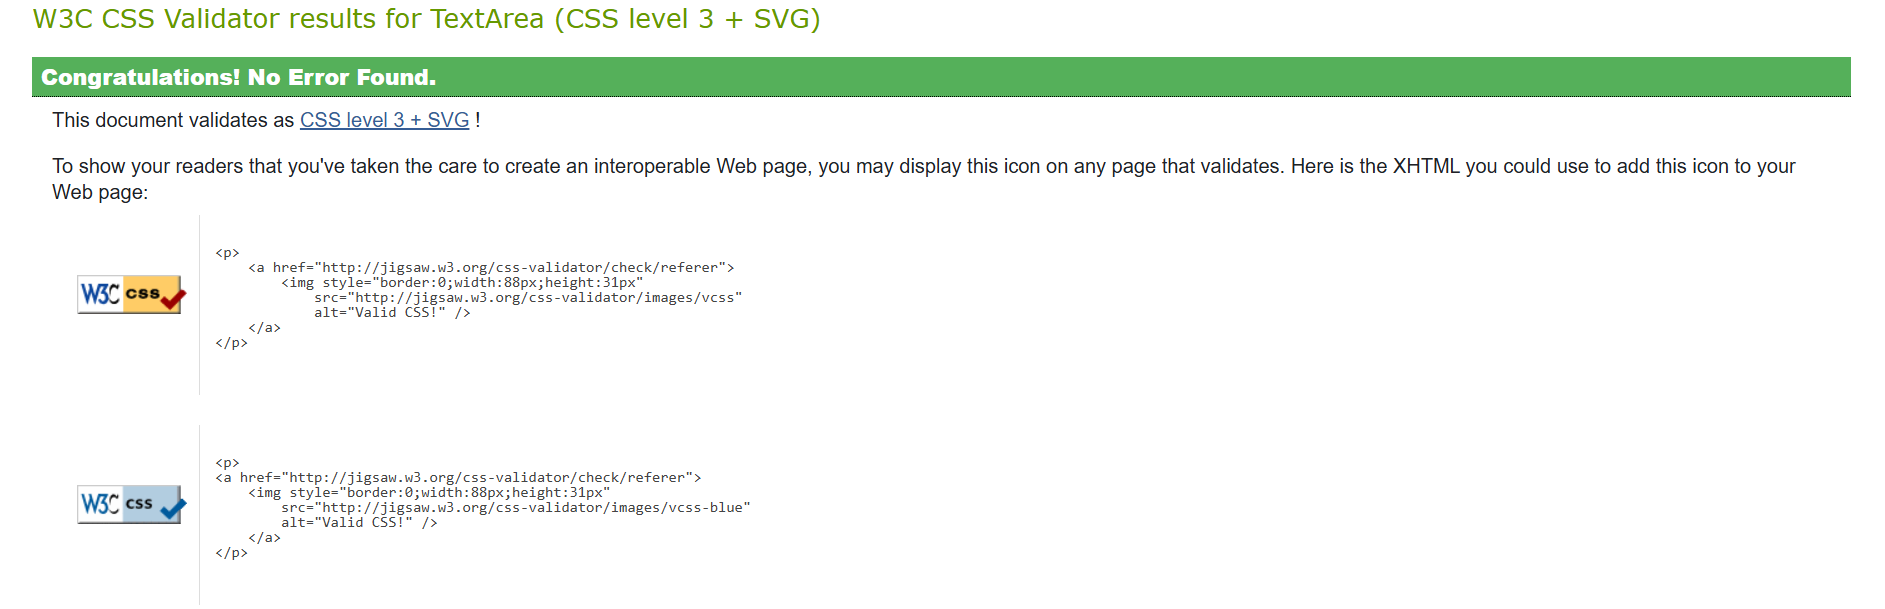 W3C CSS Validator results for TextArea (CSS level 3 + SVG)
Congratulations! No Error Found.
This document validates as CSS level 3 + SVG !
To show your readers that you've taken the care to create an interoperable Web page, you may display this icon on any page that validates. Here is the XHTML you could use to add this icon to your
Web page:
W3C css
<p>
    <a href="http://jigsaw.w3.org/css-validator/check/referer">
        <img style="border:0;width:88px;height:31px"
            src="http://jigsaw.w3.org/css-validator/images/vcss"
            alt="Valid CSS!" />
    </a>
</p>
W3C css
<p>
<a href="http://jigsaw.w3.org/css-validator/check/referer">
    <img style="border:0;width:88px;height:31px"
        src="http://jigsaw.w3.org/css-validator/images/vcss-blue"
        alt="Valid CSS!" />
    </a>
</p>